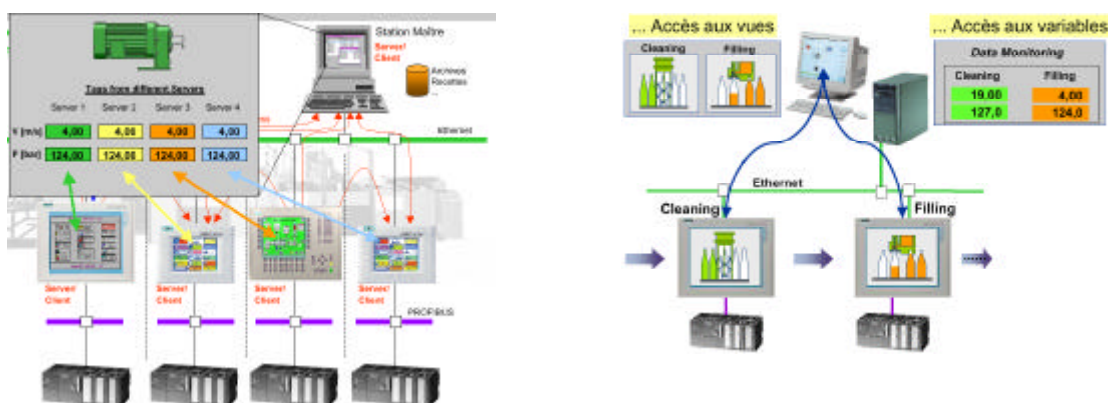 Station Maître
Server/
Client
Archives
Recettes
...
Tags from different Servers
Server 1 Server 2 Server 3 Server 4
V [m/s] 4,00 4,00 4,00 4,00
P [bar] 124,00 124,00 124,00 124,00
Ethernet
Server/
Client
Server/
Client
Server/
Client
Server/
Client
PROFIBUS
... Accès aux vues
Cleaning Filling
... Accès aux variables
Data Monitoring
Cleaning Filling
19,00 4,00
127,0 124,0
Ethernet
Cleaning
Filling